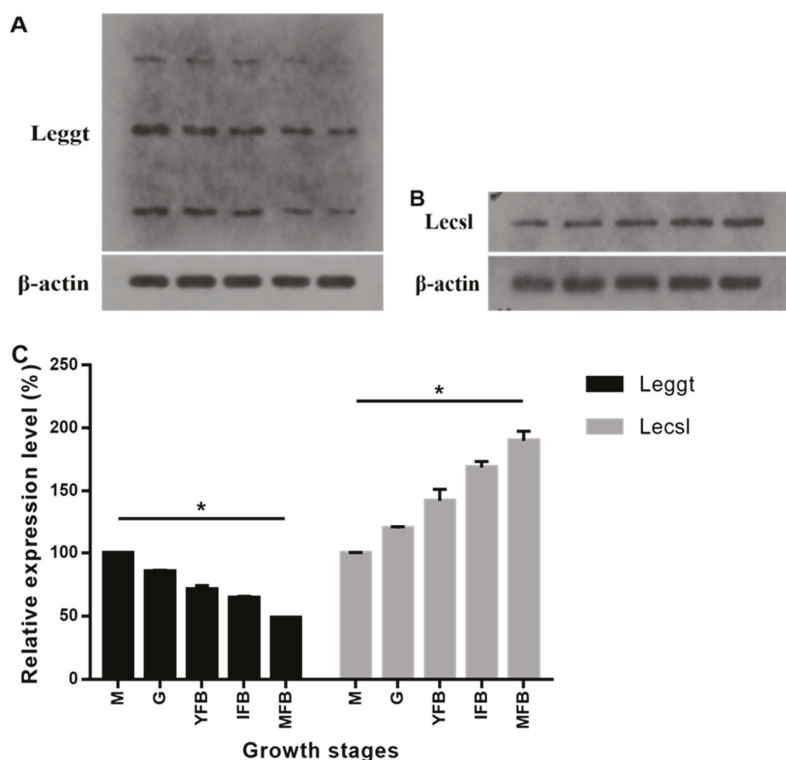 A
Leggt
β-actin
B
Lecsl
β-actin
C
Relative expression level (%)
250
200
150
100
50
0
*
*
Leggt
Lecsl
M G YFB IFB MFB M G YFB IFB MFB
Growth stages